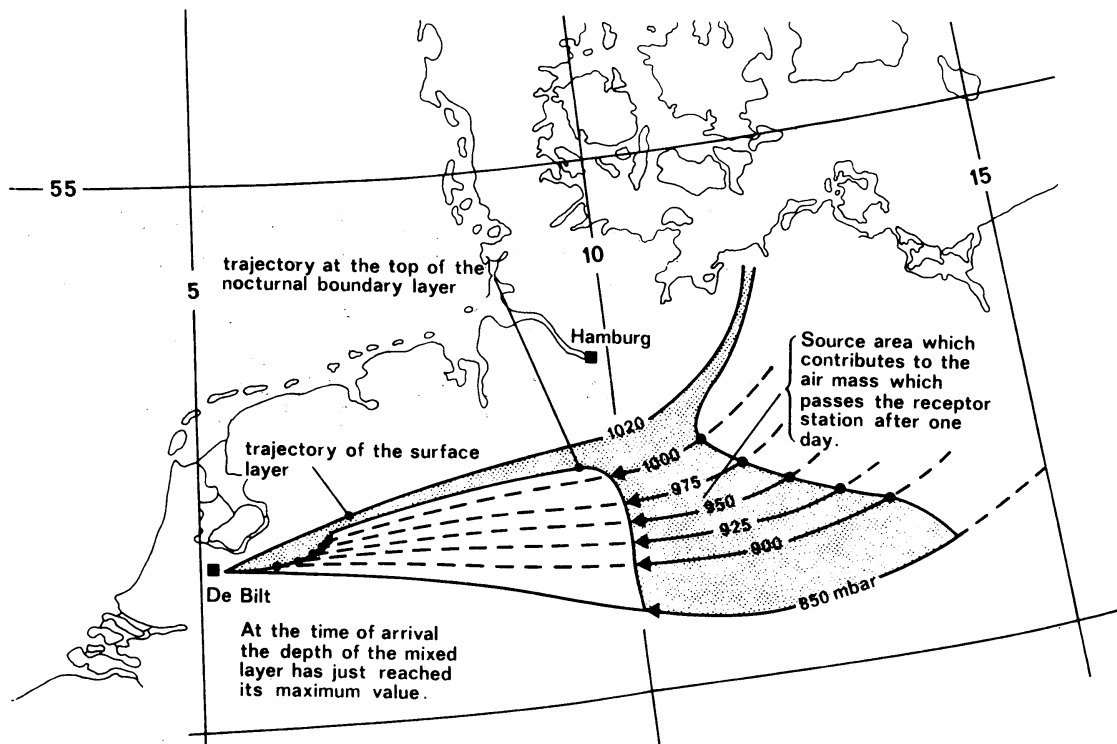 55
15
10
5
trajectory at the top of the
nocturnal boundary layer
Hamburg
Source area which
contributes to the
air mass which
passes the receptor
station after one
day.
trajectory of the surface
layer
1020
1000
975
950
925
900
850 mbar
De Bilt
At the time of arrival
the depth of the mixed
layer has just reached
its maximum value.